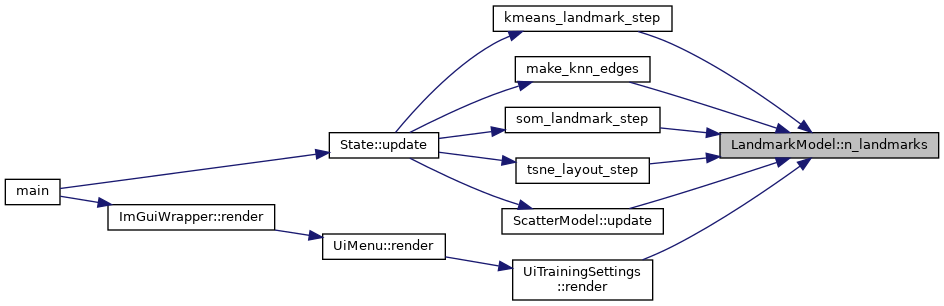 kmeans_landmark_step
make_knn_edges
som_landmark_step
State::update
LandmarkModel::n_landmarks
tsne_layout_step
main
ImGuiWrapper::render
ScatterModel::update
UiMenu::render
UiTrainingSettings
::render